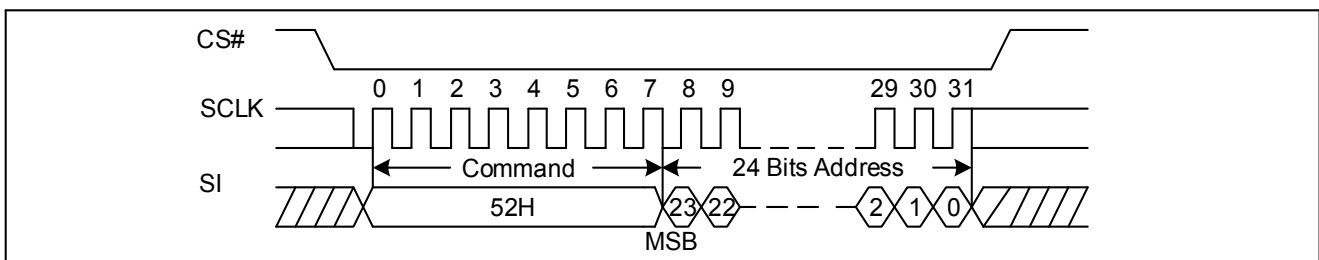 CS#
0 1 2 3 4 5 6 7 8 9 29 30 31
SCLK
Command 24 Bits Address
SI
52H 23 22 2 1 0
MSB